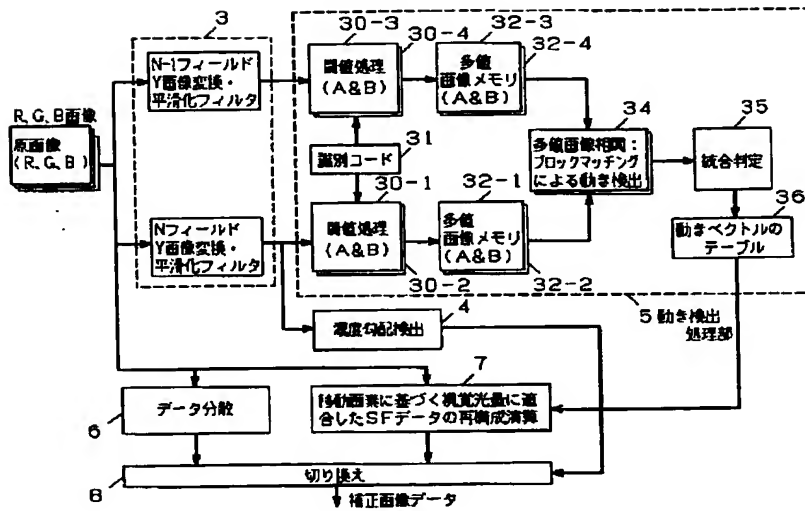 3
N-1フィールド
Y画像変換・
平滑化フィルタ
R、G、B画像
原画像
(R、G、B)
Nフィールド
Y画像変換・
平滑化フィルタ
30-3
30-4
閾値処理
(A&B)
32-3
32-4
多値
画像メモリ
(A&B)
31
識別コード
30-1
閾値処理
(A&B)
30-2
32-1
多値
画像メモリ
(A&B)
32-2
34
多値画像相関:
ブロックマッチング
による動き検出
35
統合判定
36
動きベクトルの
テーブル
5 動き検出
処理部
4
濃度勾配検出
6
データ分散
7
移動画素に基づく視覚光量に適
合したSFデータの再構成演算
8
切り換え
補正画像データ